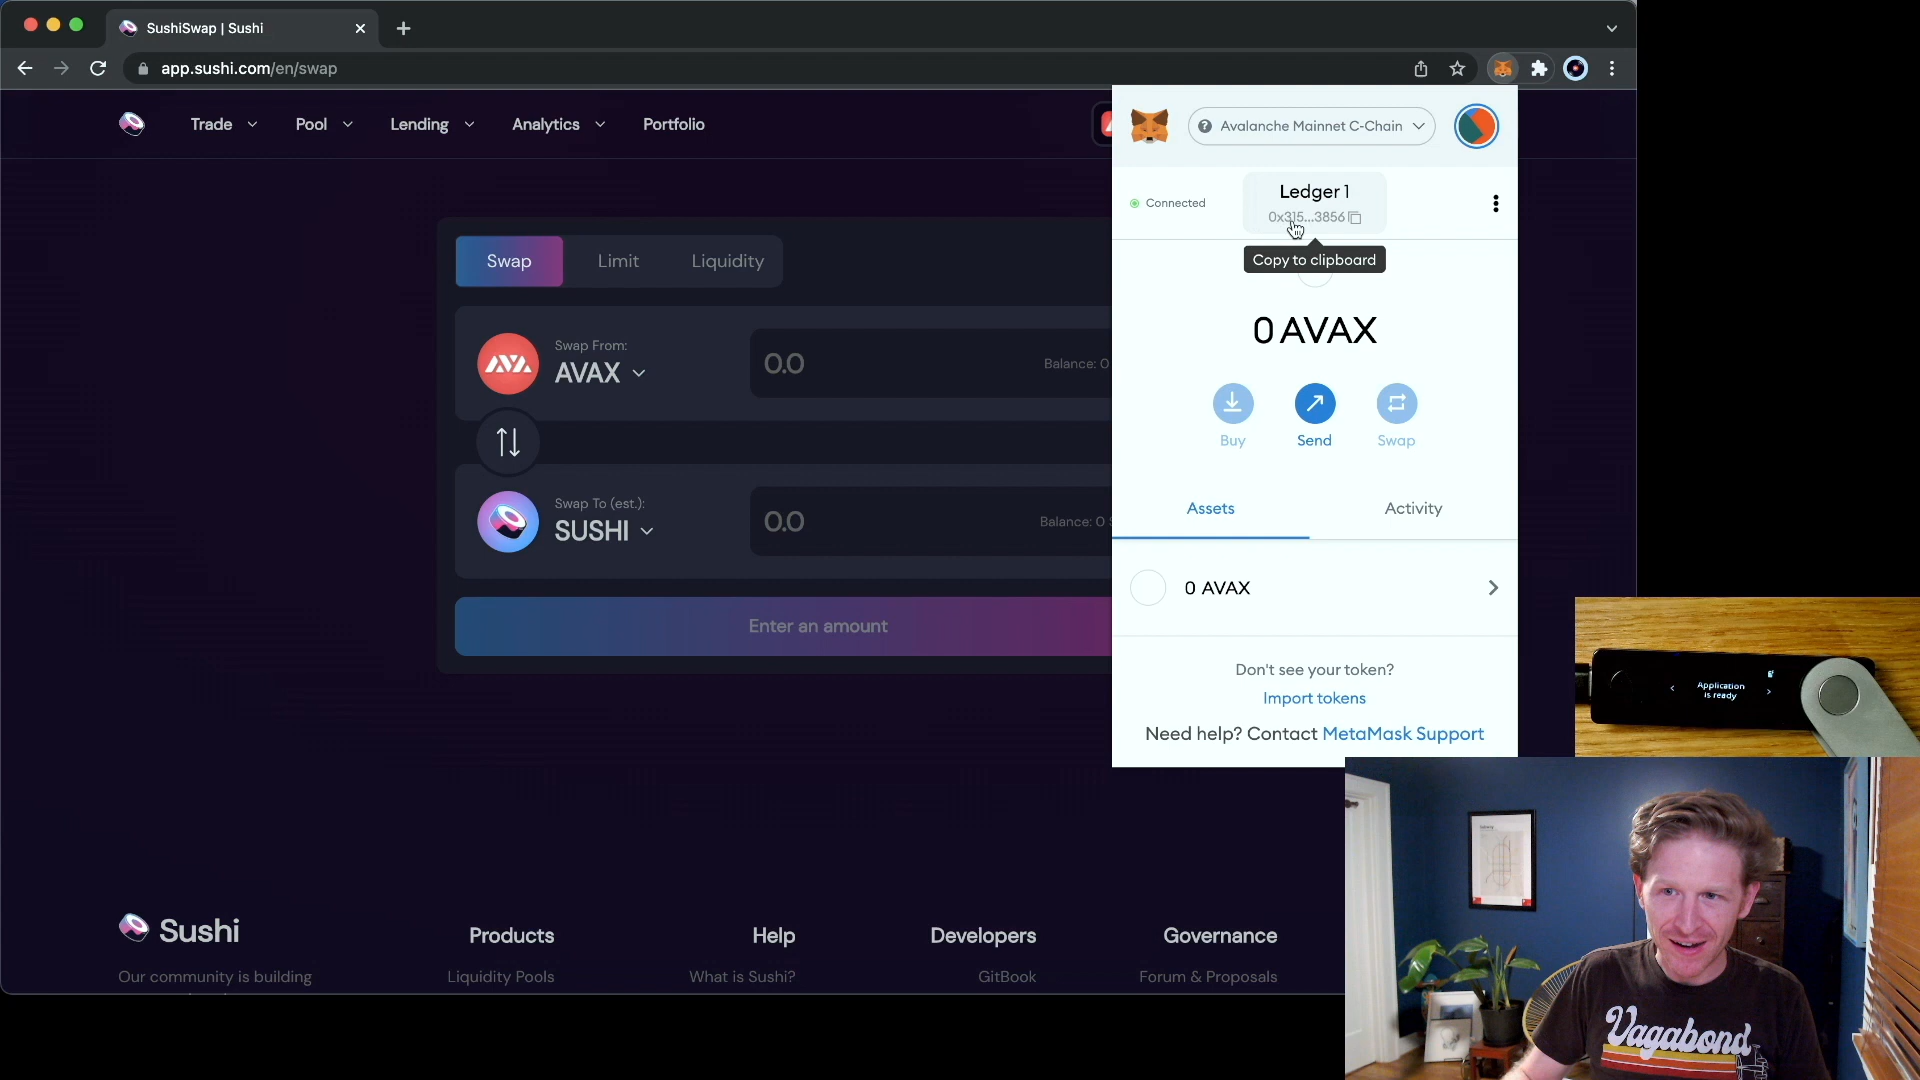 SushiSwap | Sushi
app.sushi.com/en/swap
Trade
Pool
Lending
Analytics
Portfolio
Avalanche Mainnet C-Chain
Connected
Ledger 1
0x315...3856
Copy to clipboard
Swap
Limit
Liquidity
0 AVAX
Swap From:
AVAX
0.0
Balance: 0
Buy
Send
Swap
Swap To (est.):
SUSHI
0.0
Balance: 0 S
Assets
Activity
0 AVAX
Enter an amount
Don't see your token?
Import tokens
Need help? Contact MetaMask Support
Application
is ready
Sushi
Our community is building
Products
Liquidity Pools
Help
What is Sushi?
Developers
GitBook
Governance
Forum & Proposals
Vagabond